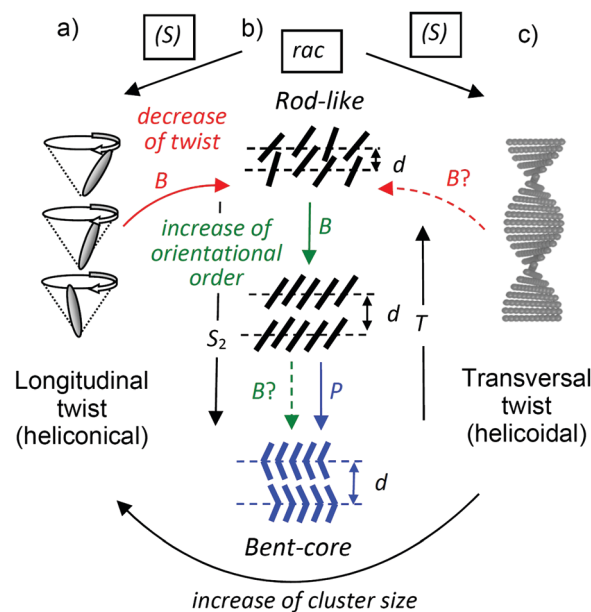 a)
(S)
b)
rac
(S)
c)
Rod-like
decrease
of twist
d
B
B?
increase of
orientational
order
B
S₂
d
T
Longitudinal
twist
(heliconical)
B?
P
Transversal
twist
(helicoidal)
d
Bent-core
increase of cluster size